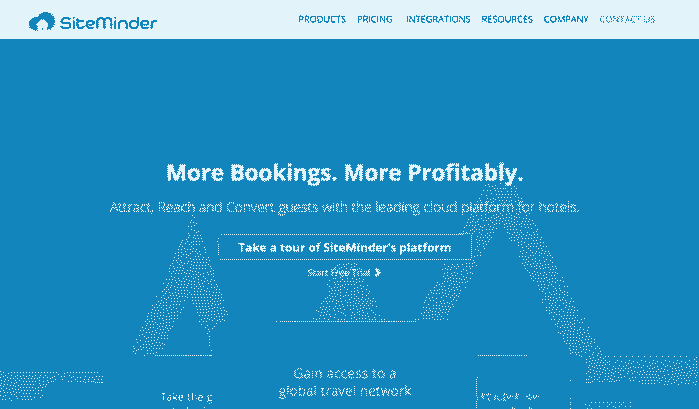 SiteMinder
PRODUCTS PRICING INTEGRATIONS RESOURCES COMPANY CONTACT US
More Bookings. More Profitably.
Attract, Reach and Convert guests with the leading cloud platform for hotels.
Take a tour of SiteMinder's platform
Start Free Trial
Gain access to a
global travel network
Take the g